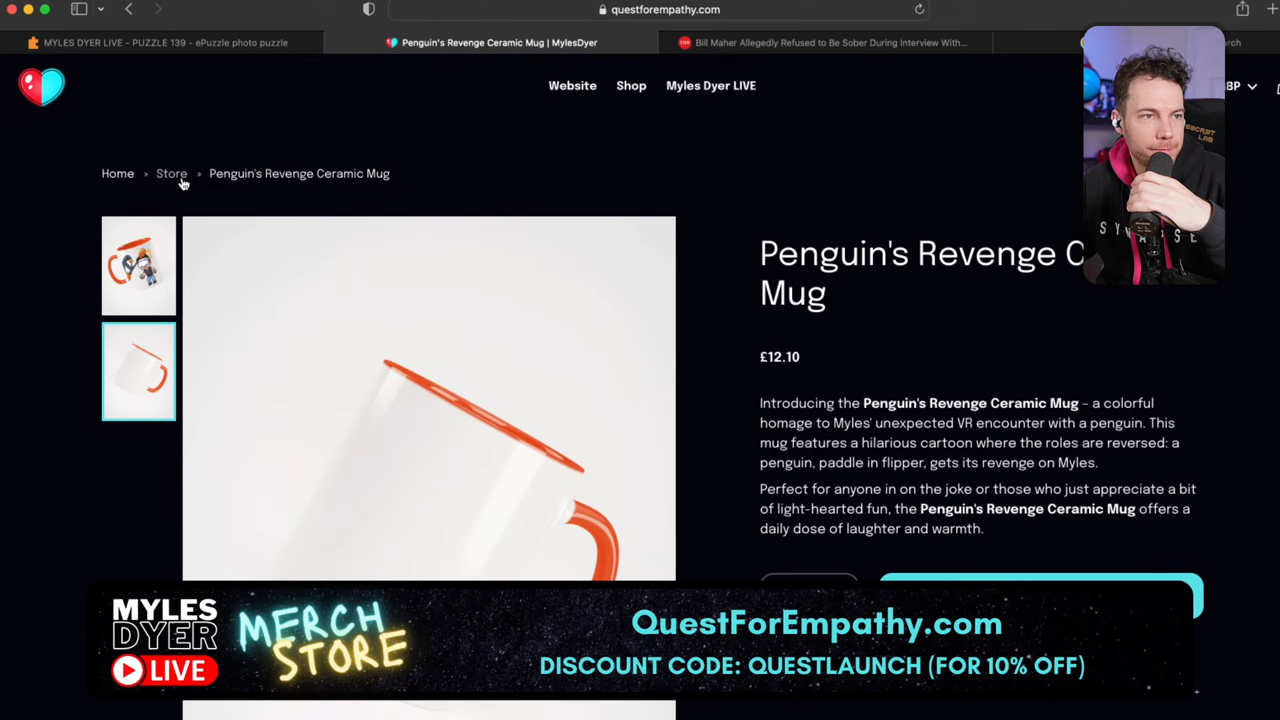 questforempathy.com
MYLES DYER LIVE - PUZZLE 139 - ePuzzle photo puzzle
Penguin's Revenge Ceramic Mug | MylesDyer
Bill Maher Allegedly Refused to Be Sober During Interview With...
Website
Shop
Myles Dyer LIVE
BP
Home » Store » Penguin's Revenge Ceramic Mug
SECRET
LAB
SYNAPSE
Penguin's Revenge C
Mug
£12.10
Introducing the Penguin's Revenge Ceramic Mug – a colorful
homage to Myles' unexpected VR encounter with a penguin. This
mug features a hilarious cartoon where the roles are reversed: a
penguin, paddle in flipper, gets its revenge on Myles.
Perfect for anyone in on the joke or those who just appreciate a bit
of light-hearted fun, the Penguin's Revenge Ceramic Mug offers a
daily dose of laughter and warmth.
MYLES
DYER
LIVE
MERCH
STORE
QuestForEmpathy.com
DISCOUNT CODE: QUESTLAUNCH (FOR 10% OFF)